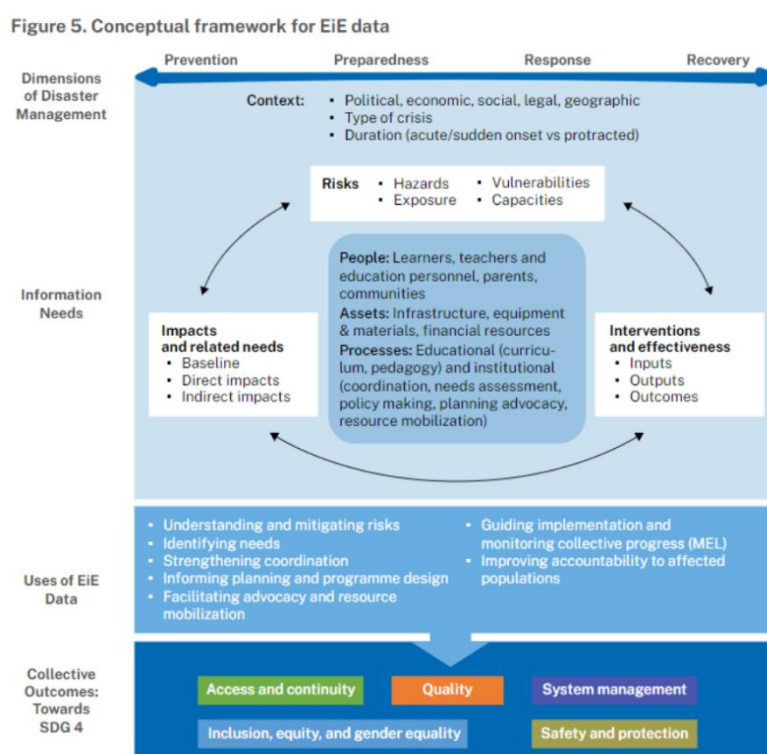 Figure 5. Conceptual framework for EiE data
Prevention Preparedness Response Recovery
Dimensions
of Disaster
Management
Context: • Political, economic, social, legal, geographic
• Type of crisis
• Duration (acute/sudden onset vs protracted)
Risks • Hazards • Vulnerabilities
• Exposure • Capacities
Information
Needs
People: Learners, teachers and
education personnel, parents,
communities
Assets: Infrastructure, equipment
& materials, financial resources
Processes: Educational (curricu-
lum, pedagogy) and institutional
(coordination, needs assessment,
policy making, planning advocacy,
resource mobilization)
Impacts
and related needs
• Baseline
• Direct impacts
• Indirect impacts
Interventions
and effectiveness
• Inputs
• Outputs
• Outcomes
Uses of EiE
Data
• Understanding and mitigating risks
• Identifying needs
• Strengthening coordination
• Informing planning and programme design
• Facilitating advocacy and resource
mobilization
• Guiding implementation and
monitoring collective progress (MEL)
• Improving accountability to affected
populations
Collective
Outcomes:
Towards
SDG 4
Access and continuity Quality System management
Inclusion, equity, and gender equality Safety and protection